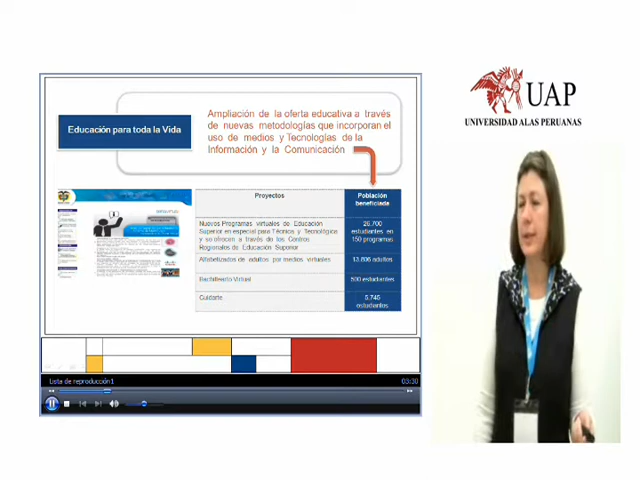 UAP
UNIVERSIDAD ALAS PERUANAS
Educación para toda la Vida
Ampliación de la oferta educativa a través
de nuevas metodologías que incorporan el
uso de medios y Tecnologías de la
Información y la Comunicación
Proyectos
Población
beneficiada
Nuevos Programas virtuales de Educación
Superior en especial para Técnica y Tecnológica
y se ofrecen a través de los Centros
Regionales de Educación Superior
26.700
estudiantes en
150 programas
Alfabetizados de adultos por medios virtuales
13.806 adultos
Bachillerato Virtual
500 estudiantes
Cuidarte
5.745
estudiantes
Lista de reproducción1
03:30